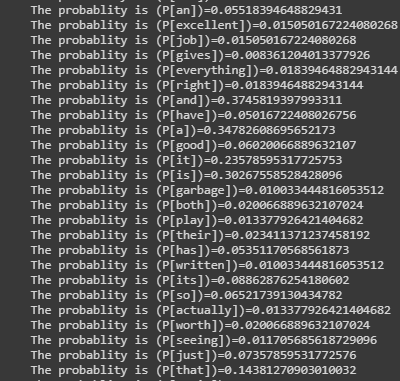 The probablity is (P[an])=0.05518394648829431
The probablity is (P[excellent])=0.015050167224080268
The probablity is (P[job])=0.015050167224080268
The probablity is (P[gives])=0.008361204013377926
The probablity is (P[everything])=0.01839464882943144
The probablity is (P[right])=0.01839464882943144
The probablity is (P[and])=0.3745819397993311
The probablity is (P[have])=0.05016722408026756
The probablity is (P[a])=0.34782608695652173
The probablity is (P[good])=0.06020066889632107
The probablity is (P[it])=0.23578595317725753
The probablity is (P[is])=0.30267558528428096
The probablity is (P[garbage])=0.010033444816053512
The probablity is (P[both])=0.020066889632107024
The probablity is (P[play])=0.013377926421404682
The probablity is (P[their])=0.023411371237458192
The probablity is (P[has])=0.05351170568561873
The probablity is (P[written])=0.010033444816053512
The probablity is (P[its])=0.08862876254180602
The probablity is (P[so])=0.06521739130434782
The probablity is (P[actually])=0.013377926421404682
The probablity is (P[worth])=0.020066889632107024
The probablity is (P[seeing])=0.011705685618729096
The probablity is (P[just])=0.07357859531772576
The probablity is (P[that])=0.14381270903010032